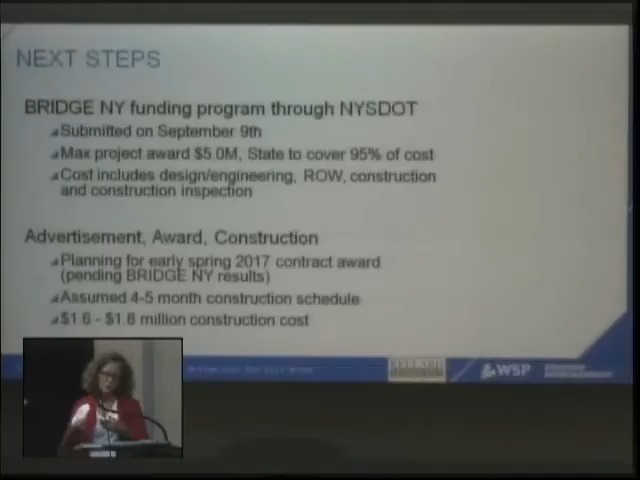 NEXT STEPS
BRIDGE NY funding program through NYSDOT
Submitted on September 9th
Max project award $5.0M, State to cover 95% of cost
Cost includes design/engineering, ROW, construction
and construction inspection
Advertisement, Award, Construction
Planning for early spring 2017 contract award
(pending BRIDGE NY results)
Assumed 4-5 month construction schedule
$1.6 - $1.8 million construction cost
WSP